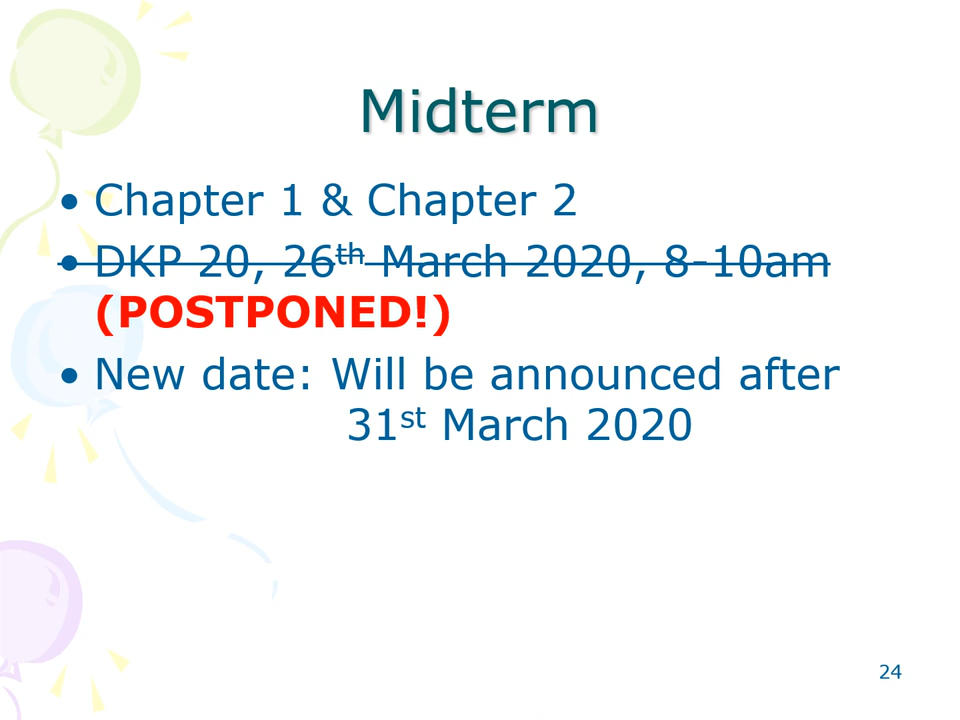 Midterm
• Chapter 1 & Chapter 2
• DKP 20, 26th March 2020, 8-10am
(POSTPONED!)
• New date: Will be announced after
31st March 2020
24